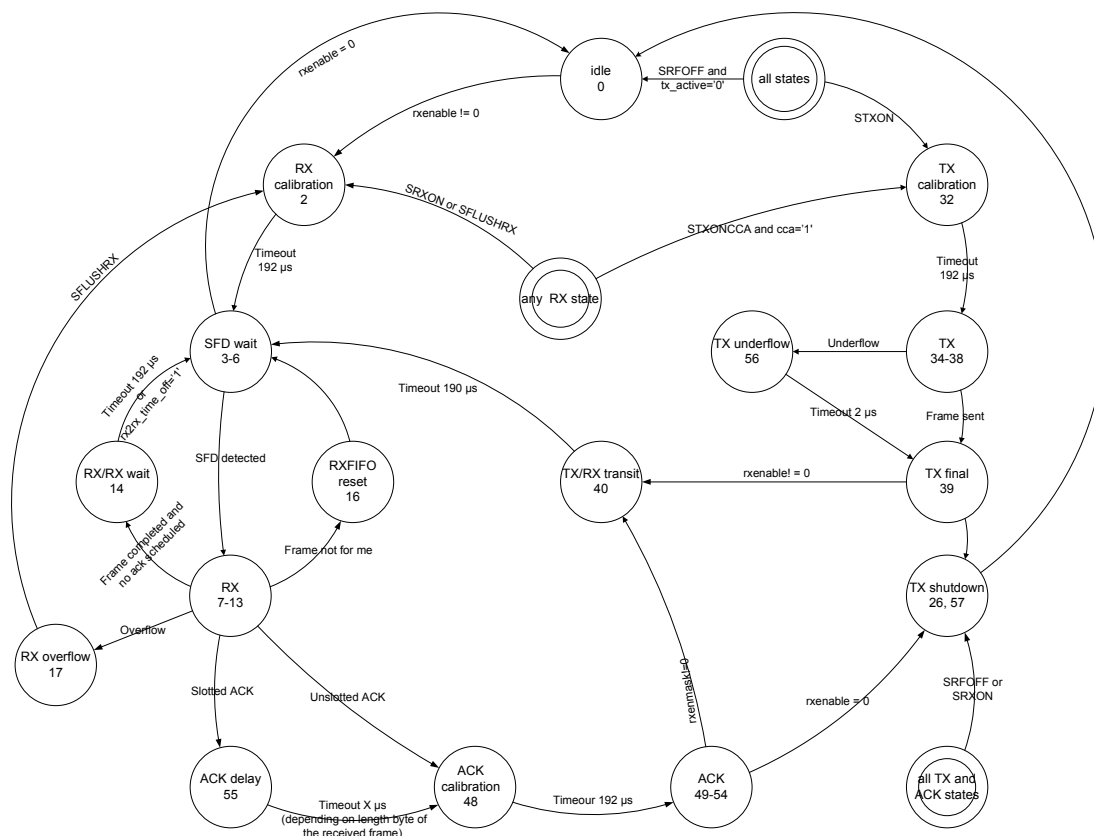 rxenable = 0
idle
0
SRFOFF and
tx_active='0'
all states
rxenable != 0
STXON
RX
calibration
2
TX
calibration
32
SRXON or SFLUSHRX
STXONCCA and cca='1'
Timeout
192 µs
Timeout
192 µs
SFLUSHRX
any  RX state
SFD wait
3-6
TX underflow
56
Underflow
TX
34-38
Timeout 192 µs
or
rx2rx_time_off='1'
Timeout 190 µs
Timeout 2 µs
Frame sent
SFD detected
RX/RX wait
14
RXFIFO
reset
16
TX/RX transit
40
rxenable! = 0
TX final
39
Frame completed and
no ack scheduled
Frame not for me
RX
7-13
TX shutdown
26, 57
Overflow
RX overflow
17
Slotted ACK
Unslotted ACK
rxenmask!=0
rxenable = 0
SRFOFF or
SRXON
ACK delay
55
ACK
calibration
48
ACK
49-54
all TX and
ACK states
Timeout X µs
(depending on length byte of
the received frame)
Timeour 192 µs